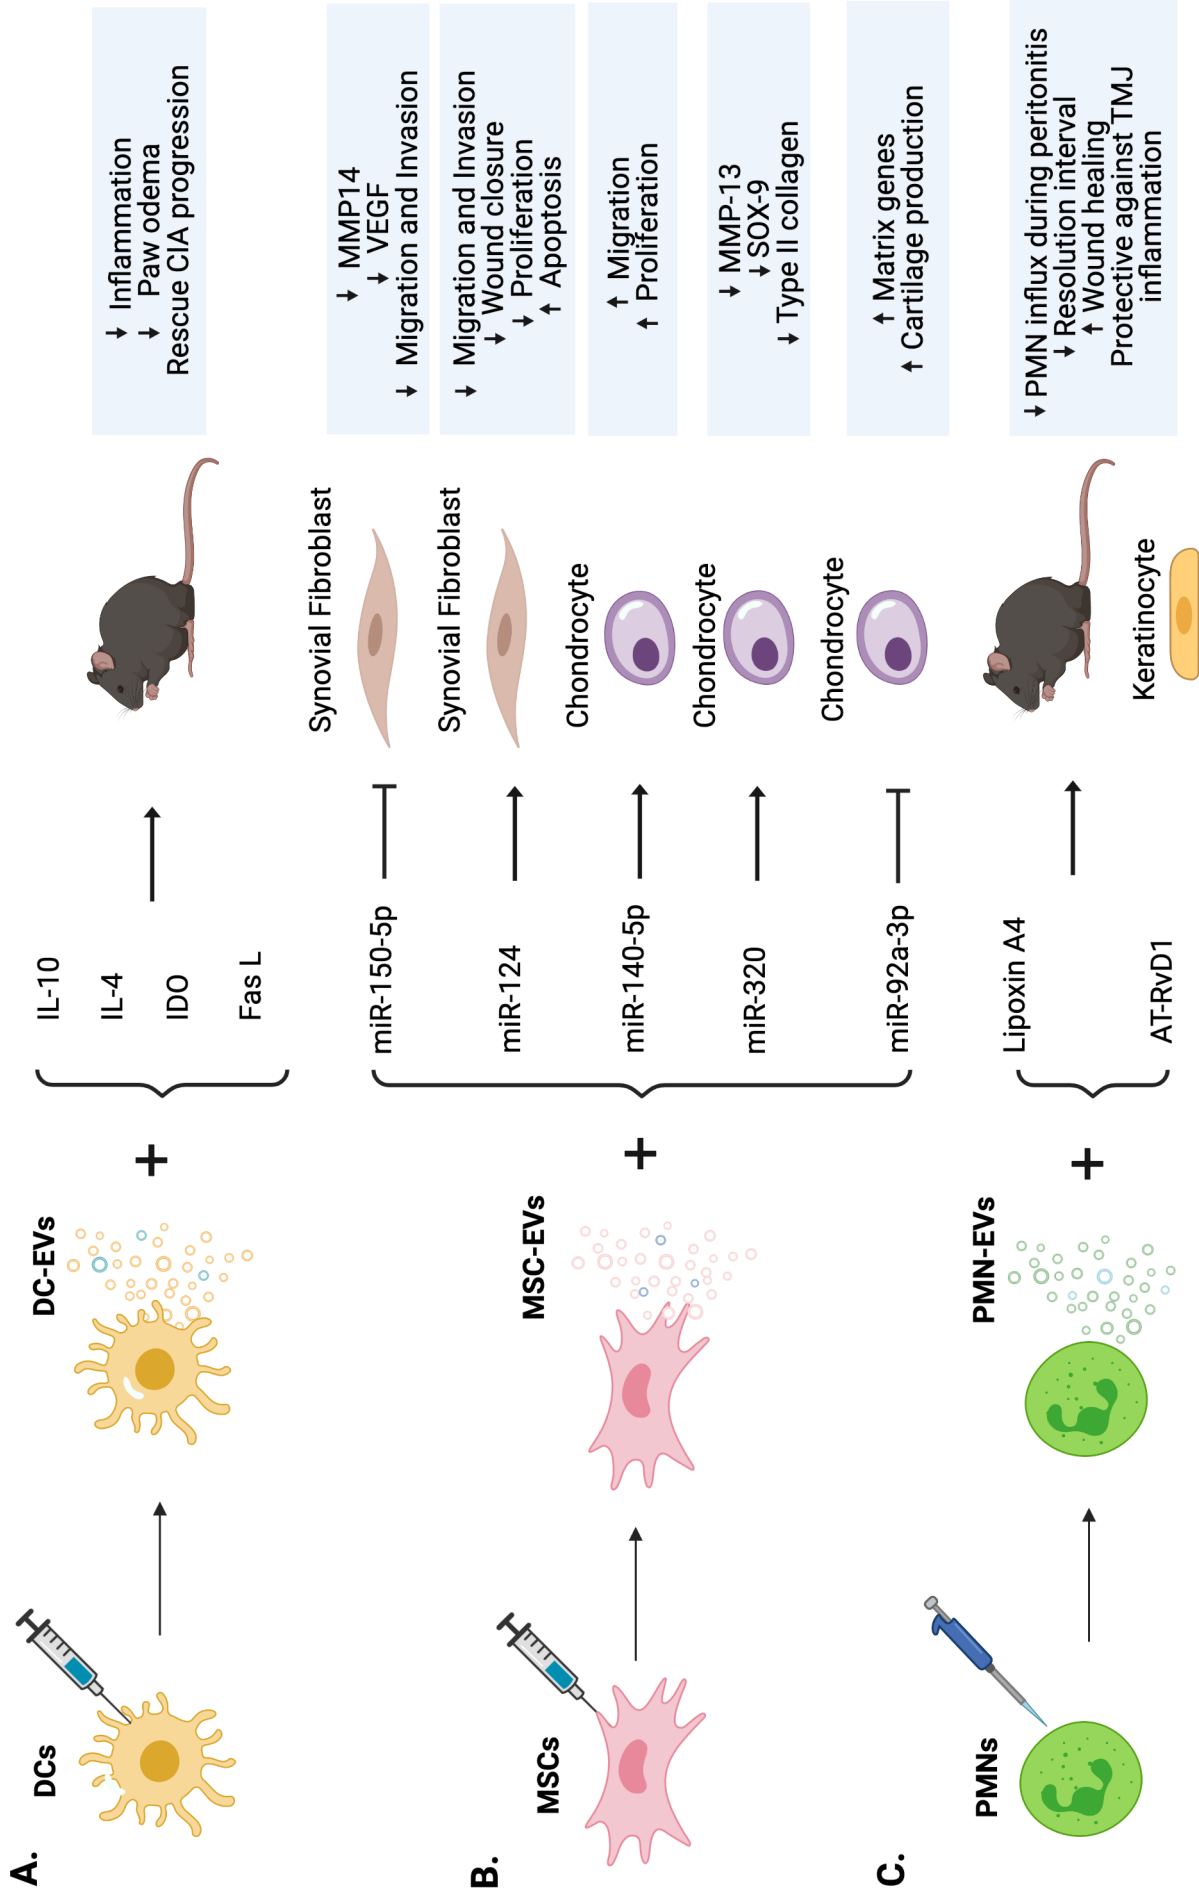 A.
DCs
DC-EVs
+
IL-10
IL-4
IDO
Fas L
↓ Inflammation
↓ Paw odema
Rescue CIA progression
B.
MSCs
MSC-EVs
+
miR-150-5p
Synovial Fibroblast
↓ MMP14
↓ VEGF
↓ Migration and Invasion
miR-124
Synovial Fibroblast
↓ Migration and Invasion
↓ Wound closure
↓ Proliferation
↑ Apoptosis
miR-140-5p
Chondrocyte
↑ Migration
↑ Proliferation
miR-320
Chondrocyte
↓ MMP-13
↓ SOX-9
↓ Type II collagen
miR-92a-3p
Chondrocyte
↑ Matrix genes
↑ Cartilage production
C.
PMNs
PMN-EVs
+
Lipoxin A4
AT-RvD1
Keratinocyte
↓ PMN influx during peritonitis
↓ Resolution interval
↑ Wound healing
Protective against TMJ
inflammation